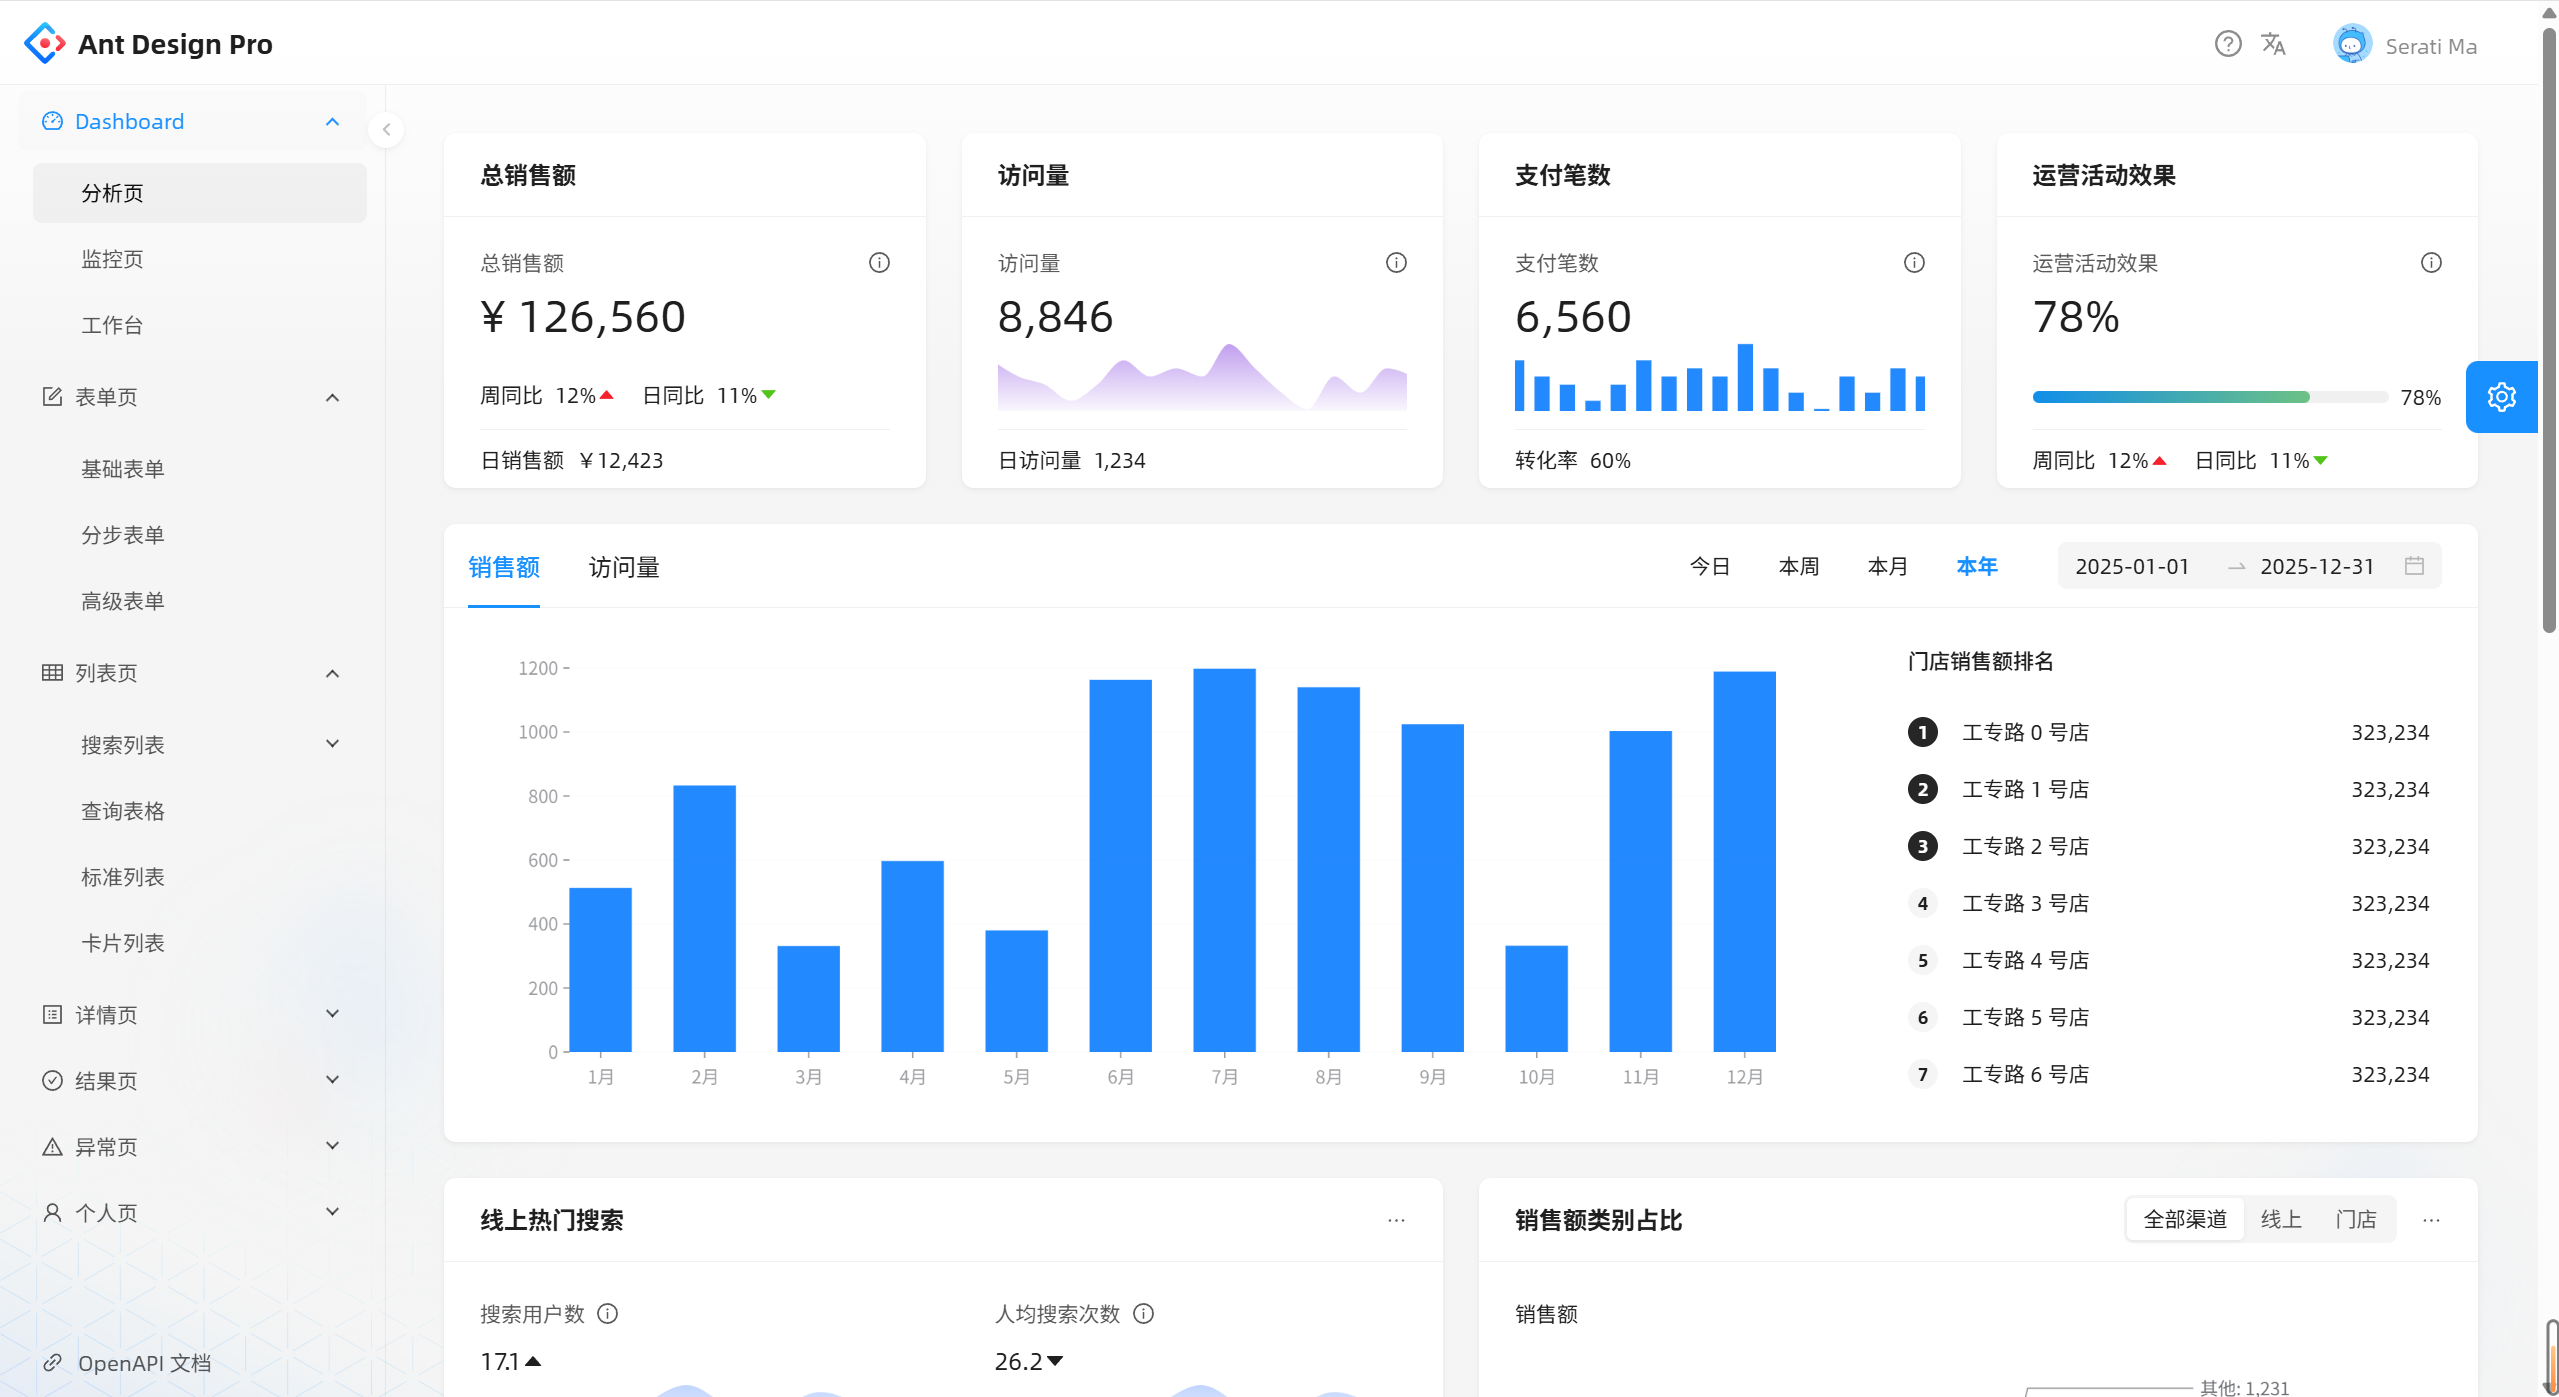 Ant Design Pro
Serati Ma
Dashboard
分析页
监控页
工作台
表单页
基础表单
分步表单
高级表单
列表页
搜索列表
查询表格
标准列表
卡片列表
详情页
结果页
异常页
个人页
OpenAPI 文档
总销售额
总销售额
¥ 126,560
周同比 12% 日同比 11%
日销售额 ￥12,423
访问量
访问量
8,846
日访问量 1,234
支付笔数
支付笔数
6,560
转化率 60%
运营活动效果
运营活动效果
78%
78%
周同比 12% 日同比 11%
销售额 访问量
今日 本周 本月 本年 2025-01-01 2025-12-31
1200
1000
800
600
400
200
0
1月 2月 3月 4月 5月 6月 7月 8月 9月 10月 11月 12月
门店销售额排名
1 工专路 0 号店 323,234
2 工专路 1 号店 323,234
3 工专路 2 号店 323,234
4 工专路 3 号店 323,234
5 工专路 4 号店 323,234
6 工专路 5 号店 323,234
7 工专路 6 号店 323,234
线上热门搜索
搜索用户数
17.1
人均搜索次数
26.2
销售额类别占比
全部渠道 线上 门店
销售额
其他: 1,231